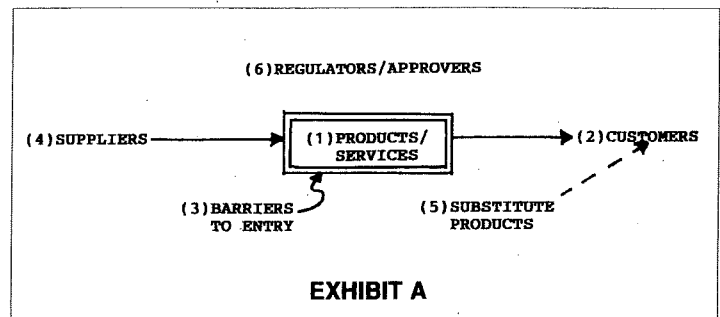 (6)REGULATORS/APPROVERS
(4)SUPPLIERS
(1)PRODUCTS/
SERVICES
(2)CUSTOMERS
(3)BARRIERS
TO ENTRY
(5)SUBSTITUTE
PRODUCTS
EXHIBIT A